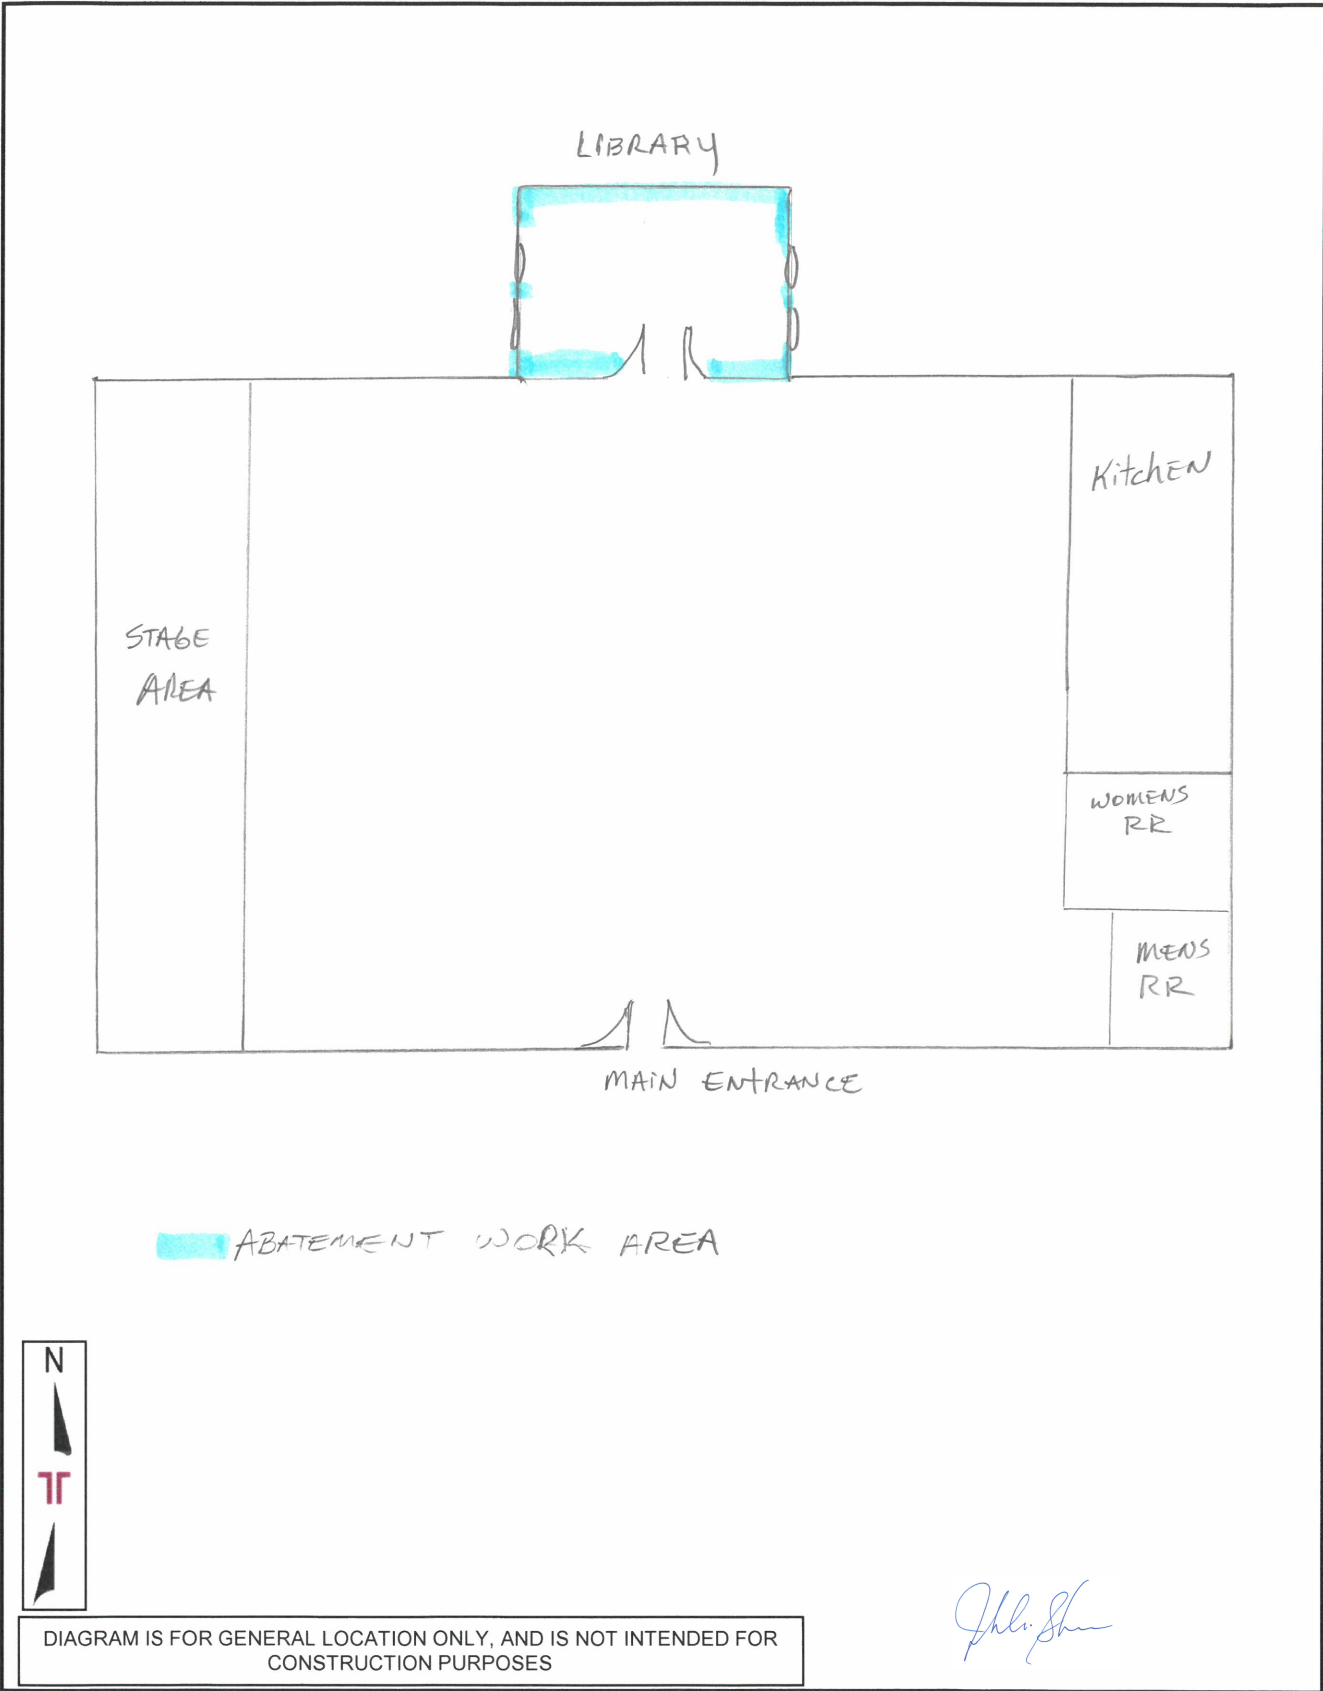 LIBRARY
KitchEN
STAGE
AREA
WOMENS
RR
MENS
RR
MAiN ENtRANCE
ABATEMENT WORK AREA
N
DIAGRAM IS FOR GENERAL LOCATION ONLY, AND IS NOT INTENDED FOR
CONSTRUCTION PURPOSES